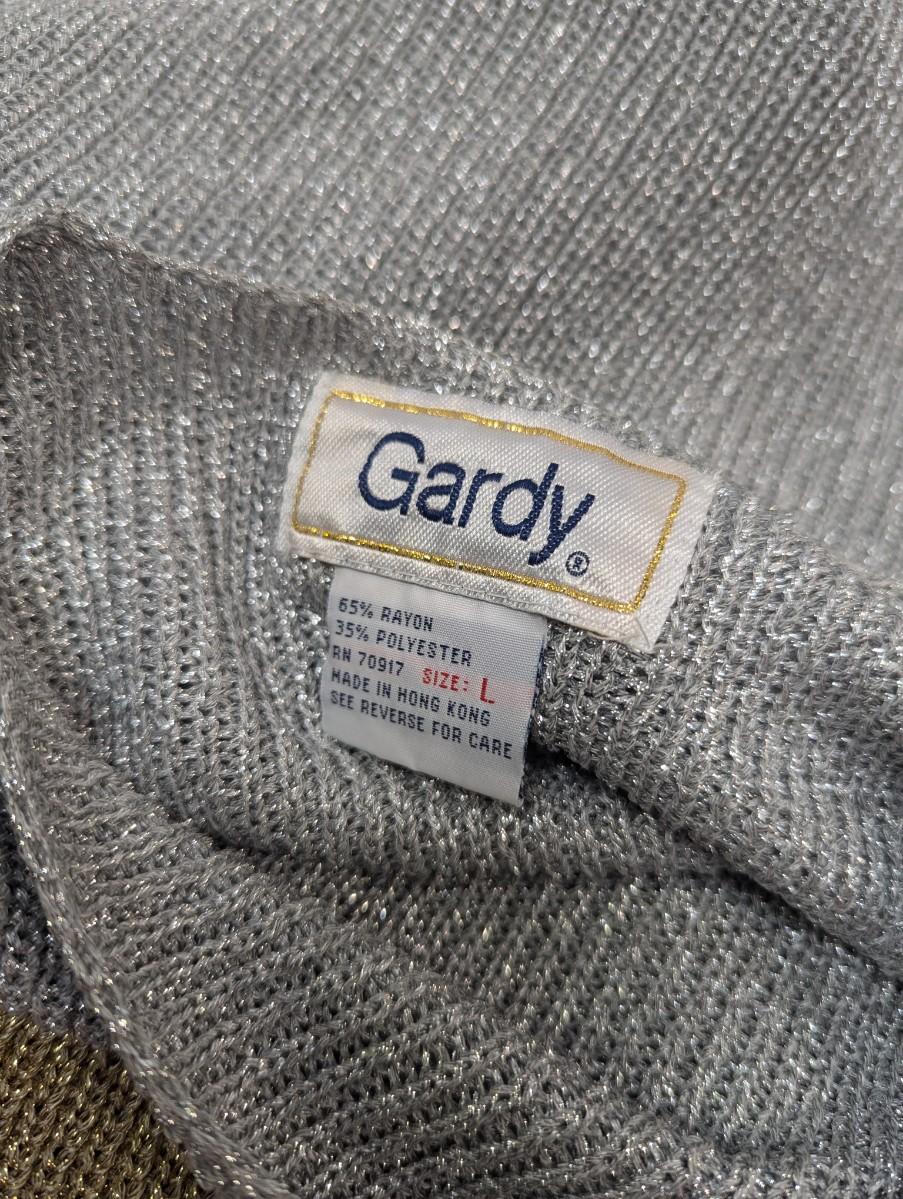 Gardy®
65% RAYON
35% POLYESTER
RN 70917 SIZE: L
MADE IN HONG KONG
SEE REVERSE FOR CARE